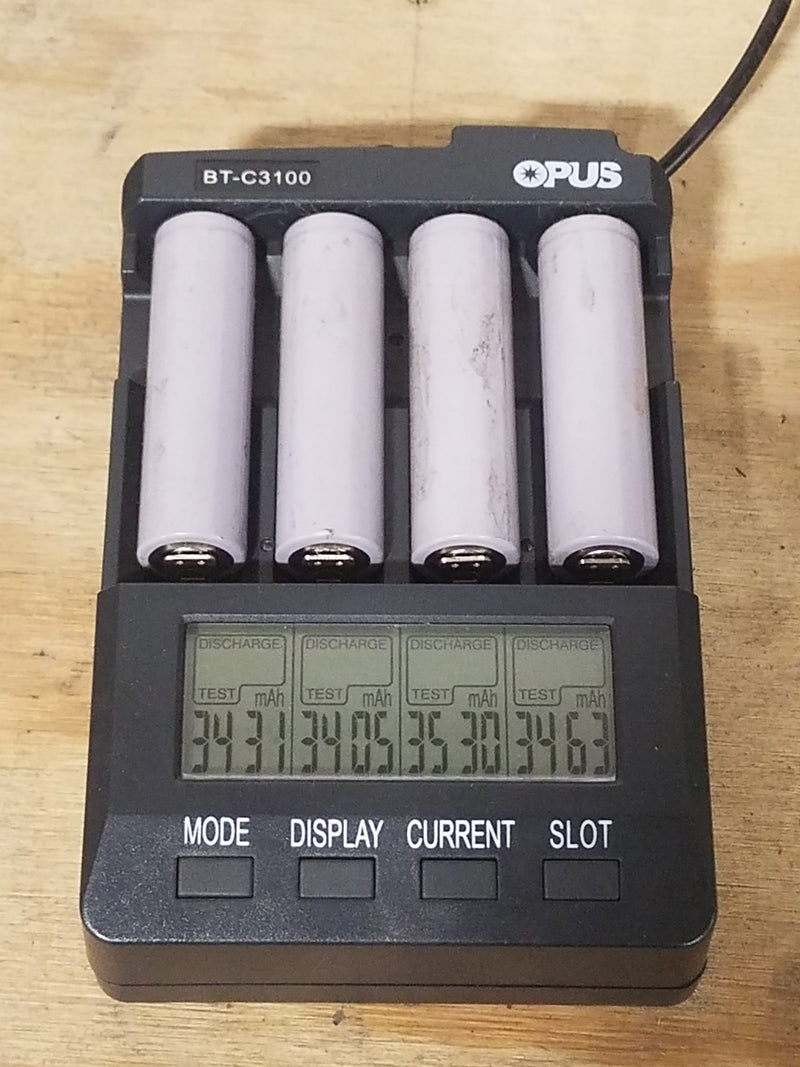 BT-C3100 OPUS
DISCHARGE DISCHARGE DISCHARGE DISCHARGE
TEST mAh TEST mAh TEST mAh TEST mAh
3431 3405 3530 3463
MODE DISPLAY CURRENT SLOT